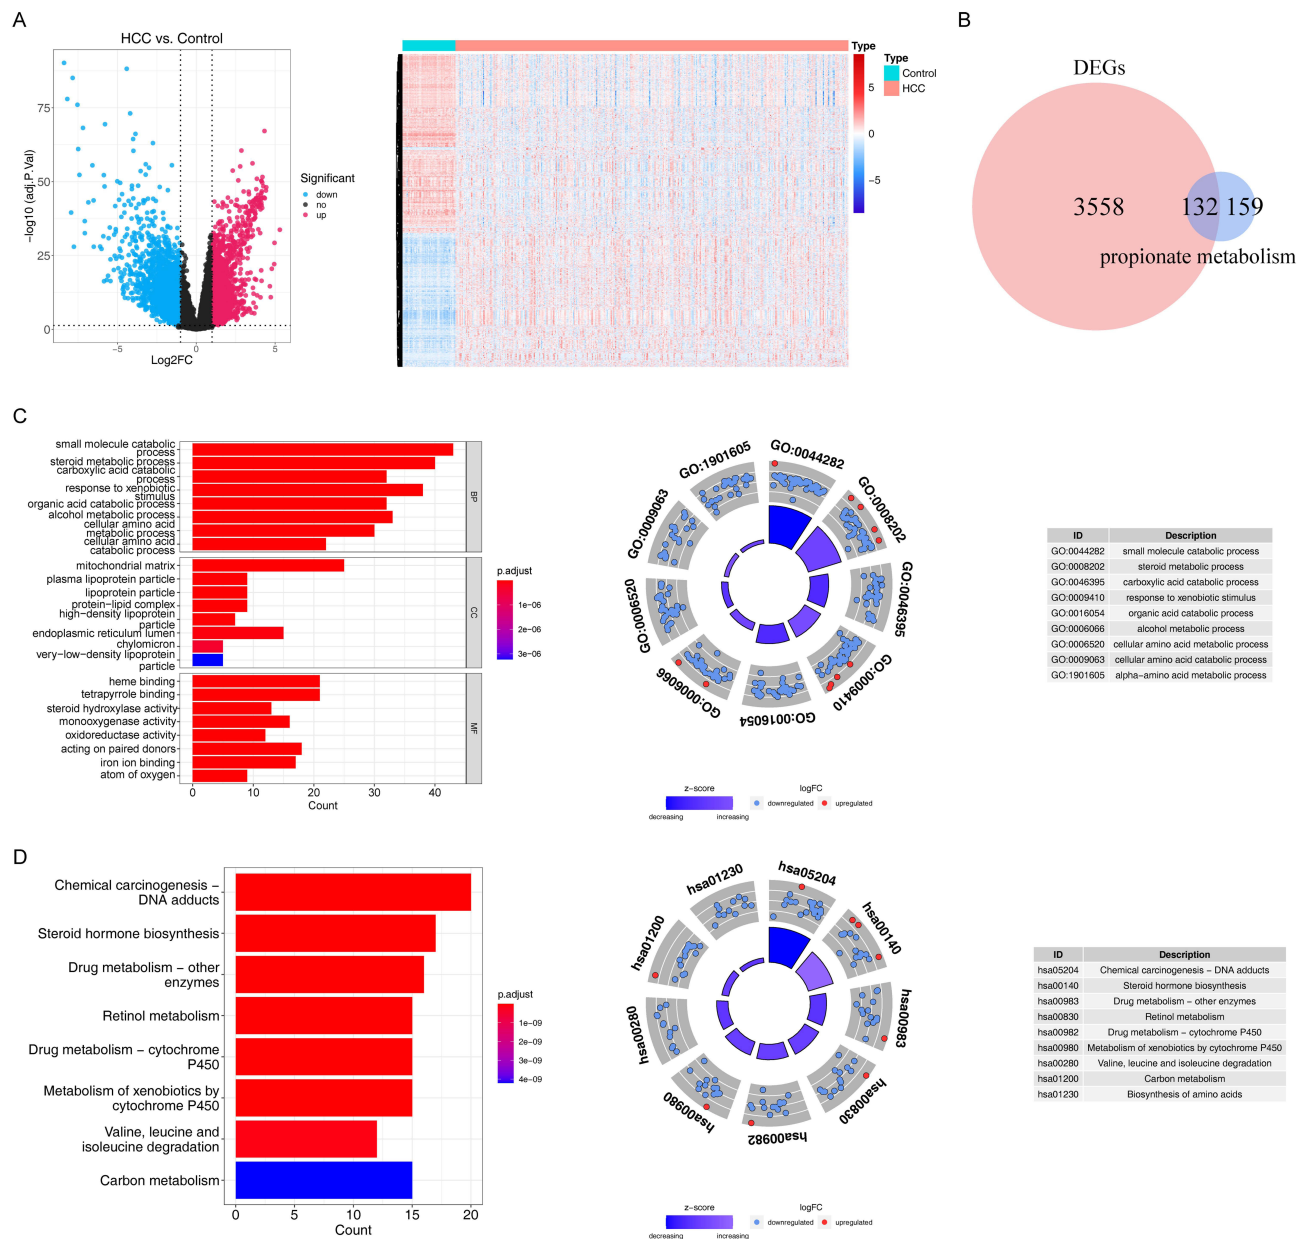 A
HCC vs. Control
−log10 (adj.P.Val)
75
50
25
0
−5
0
5
Log2FC
Significant
down
no
up
Type
5
0
−5
Type
Control
HCC
B
DEGs
3558
132
159
propionate metabolism
C
small molecule catabolic
process
steroid metabolic process
carboxylic acid catabolic
process
response to xenobiotic
stimulus
organic acid catabolic process
alcohol metabolic process
cellular amino acid
metabolic process
cellular amino acid
catabolic process
BP
mitochondrial matrix
plasma lipoprotein particle
lipoprotein particle
protein−lipid complex
high−density lipoprotein
particle
endoplasmic reticulum lumen
chylomicron
very−low−density lipoprotein
particle
CC
heme binding
tetrapyrrole binding
steroid hydroxylase activity
monooxygenase activity
oxidoreductase activity
acting on paired donors
iron ion binding
atom of oxygen
MF
0
10
20
30
40
Count
p.adjust
1e−06
2e−06
3e−06
GO:0044282
GO:0008202
GO:0046395
GO:0009410
GO:0016054
GO:0006066
GO:0006520
GO:0009063
GO:1901605
z−score
decreasing
increasing
logFC
downregulated
upregulated
ID Description
GO:0044282 small molecule catabolic process
GO:0008202 steroid metabolic process
GO:0046395 carboxylic acid catabolic process
GO:0009410 response to xenobiotic stimulus
GO:0016054 organic acid catabolic process
GO:0006066 alcohol metabolic process
GO:0006520 cellular amino acid metabolic process
GO:0009063 cellular amino acid catabolic process
GO:1901605 alpha−amino acid metabolic process
D
Chemical carcinogenesis −
DNA adducts
Steroid hormone biosynthesis
Drug metabolism − other
enzymes
Retinol metabolism
Drug metabolism − cytochrome
P450
Metabolism of xenobiotics by
cytochrome P450
Valine, leucine and
isoleucine degradation
Carbon metabolism
0
5
10
15
20
Count
p.adjust
1e−09
2e−09
3e−09
4e−09
hsa05204
hsa00140
hsa00983
hsa00830
hsa00982
hsa00980
hsa00280
hsa01200
hsa01230
z−score
decreasing
increasing
logFC
downregulated
upregulated
ID Description
hsa05204 Chemical carcinogenesis − DNA adducts
hsa00140 Steroid hormone biosynthesis
hsa00983 Drug metabolism − other enzymes
hsa00830 Retinol metabolism
hsa00982 Drug metabolism − cytochrome P450
hsa00980 Metabolism of xenobiotics by cytochrome P450
hsa00280 Valine, leucine and isoleucine degradation
hsa01200 Carbon metabolism
hsa01230 Biosynthesis of amino acids